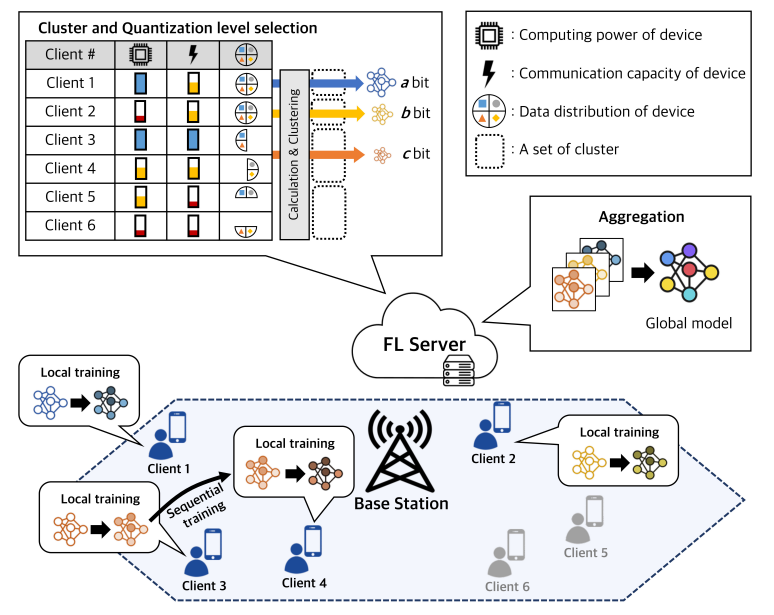 Cluster and Quantization level selection
Client #
Client 1
Client 2
Client 3
Client 4
Client 5
Client 6
Calculation & Clustering
a bit
b bit
c bit
: Computing power of device
: Communication capacity of device
: Data distribution of device
: A set of cluster
Aggregation
Global model
FL Server
Local training
Client 1
Local training
Client 2
Local training
Client 3
Sequential
training
Local training
Client 4
Base Station
Client 5
Client 6